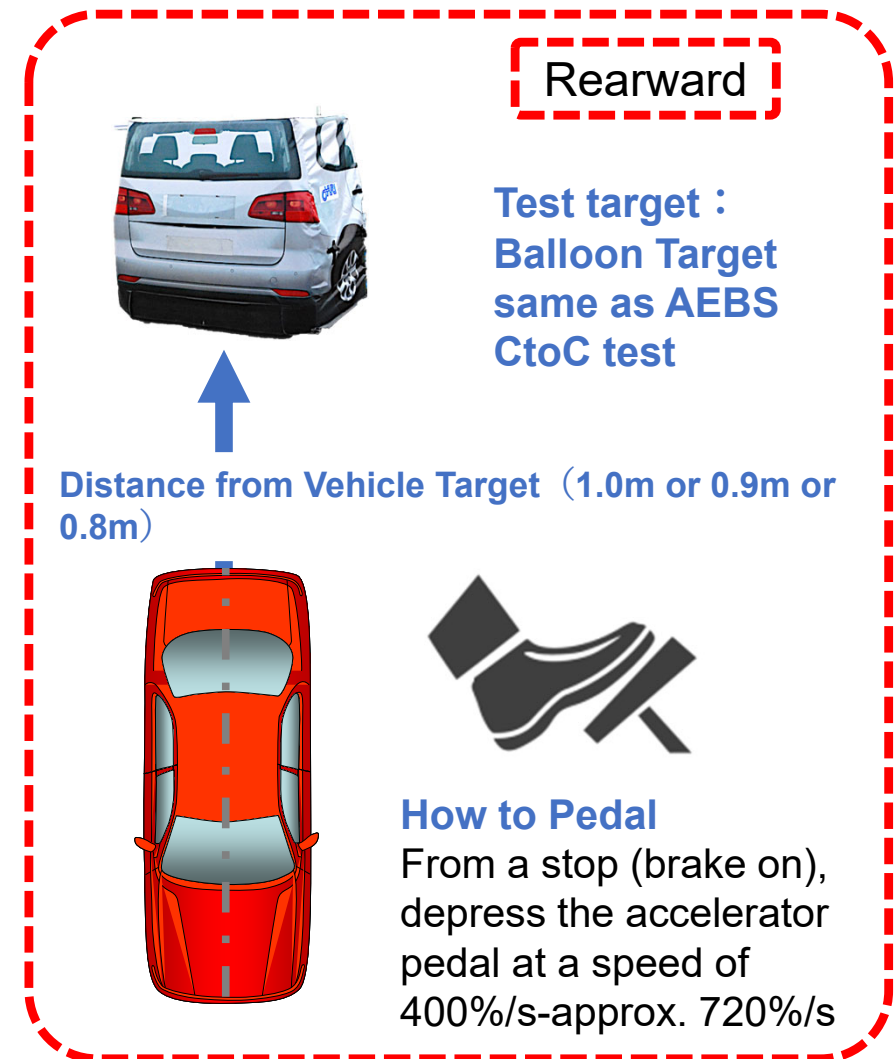 Rearward
Test target：
Balloon Target
same as AEBS
CtoC test
Distance from Vehicle Target（1.0m or 0.9m or
0.8m）
How to Pedal
From a stop (brake on),
depress the accelerator
pedal at a speed of
400%/s-approx. 720%/s